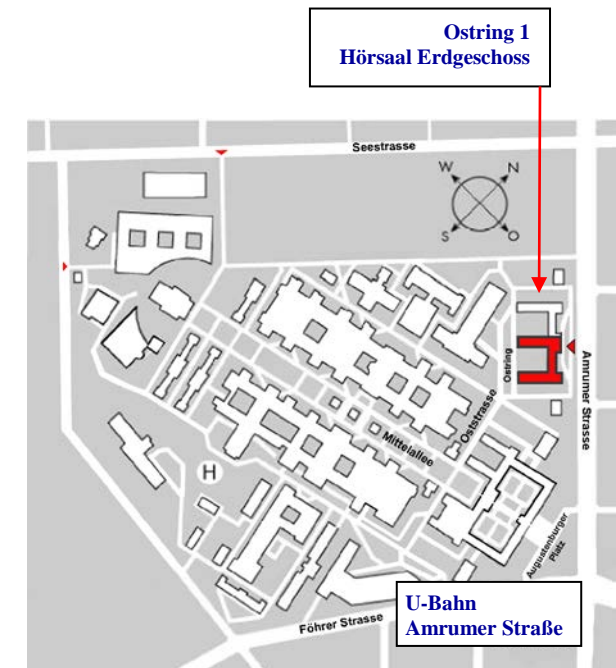 Ostring 1
Hörsaal Erdgeschoss
Seestrasse
W
N
S
O
Ostring
Amrumer Strasse
Oststrasse
Mittelallee
H
Augustenburger
Platz
U-Bahn
Amrumer Straße
Föhrer Strasse